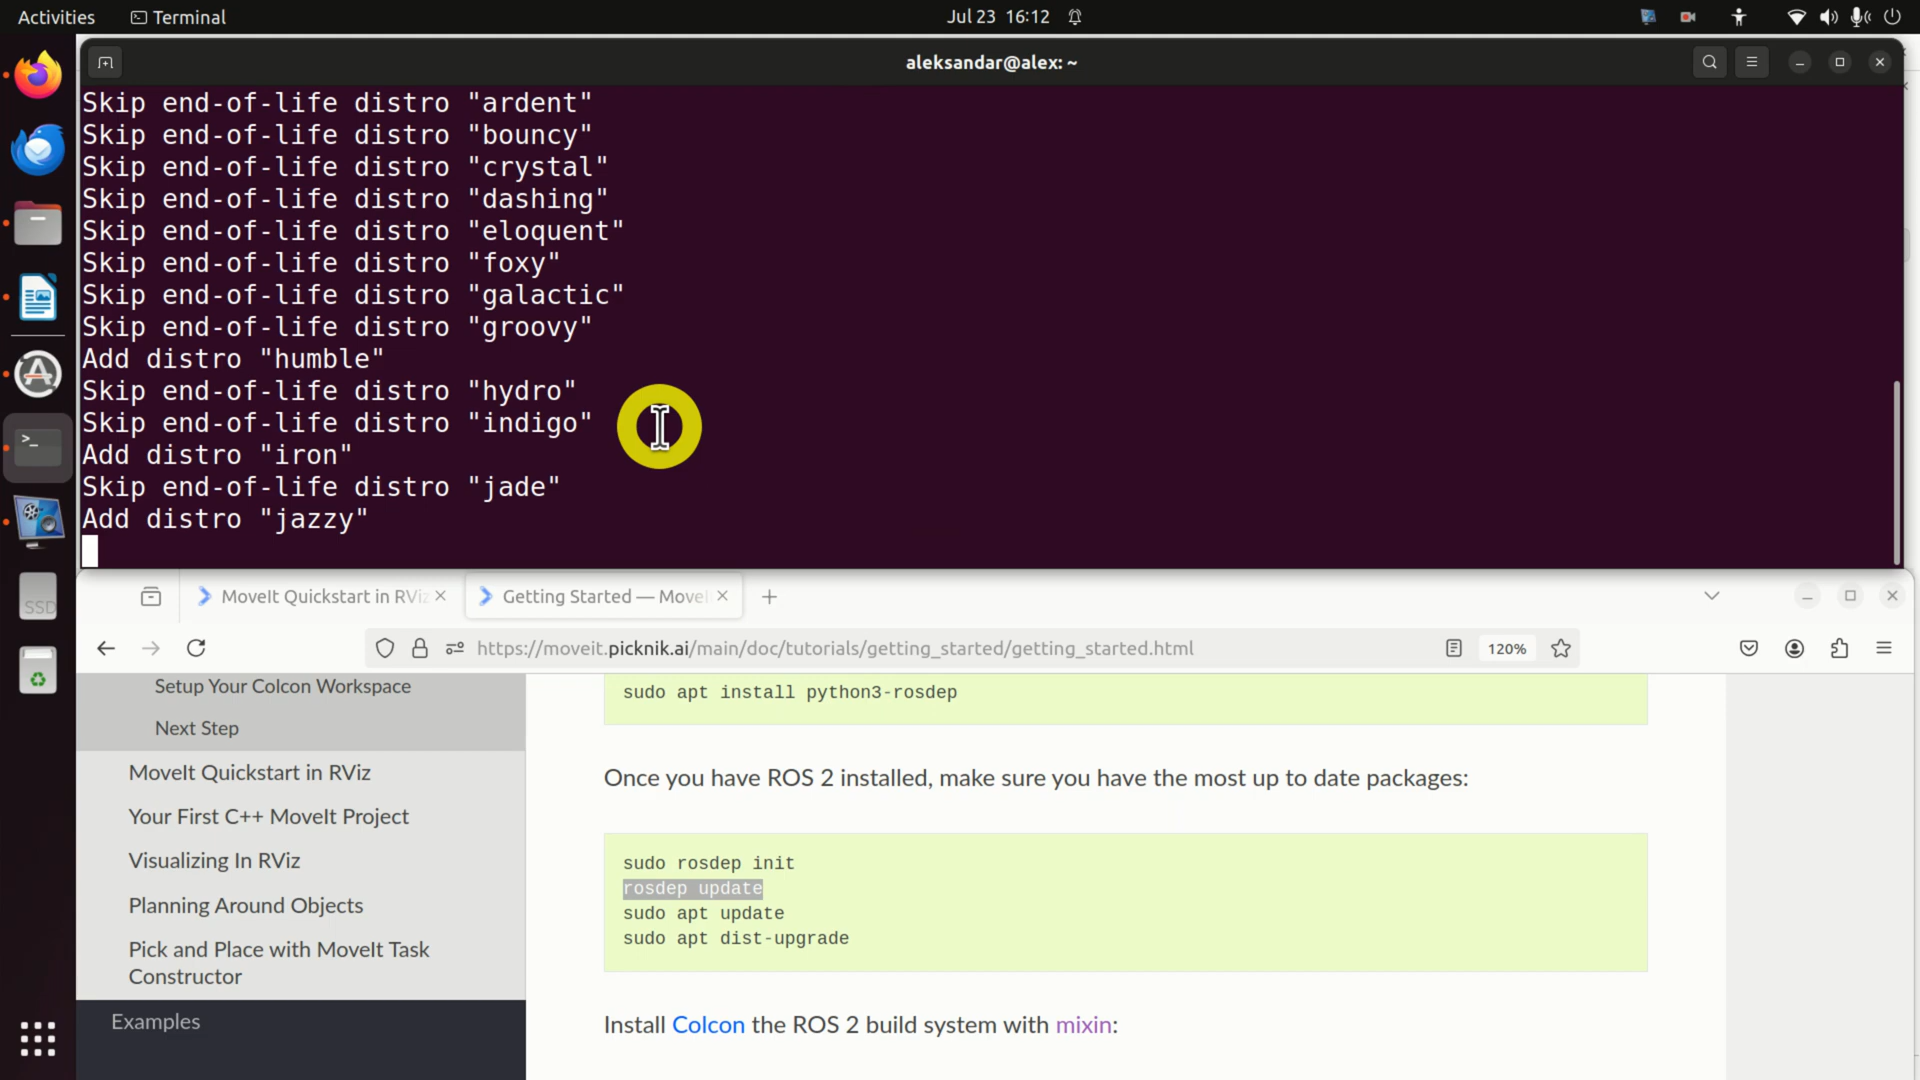 Activities
Terminal
Jul 23 16:12
aleksandar@alex: ~
Skip end-of-life distro "ardent"
Skip end-of-life distro "bouncy"
Skip end-of-life distro "crystal"
Skip end-of-life distro "dashing"
Skip end-of-life distro "eloquent"
Skip end-of-life distro "foxy"
Skip end-of-life distro "galactic"
Skip end-of-life distro "groovy"
Add distro "humble"
Skip end-of-life distro "hydro"
Skip end-of-life distro "indigo"
Add distro "iron"
Skip end-of-life distro "jade"
Add distro "jazzy"
SSD
MoveIt Quickstart in RViz
Getting Started — MoveI
https://moveit.picknik.ai/main/doc/tutorials/getting_started/getting_started.html
120%
Setup Your Colcon Workspace
Next Step
MoveIt Quickstart in RViz
Your First C++ MoveIt Project
Visualizing In RViz
Planning Around Objects
Pick and Place with MoveIt Task
Constructor
Examples
sudo apt install python3-rosdep
Once you have ROS 2 installed, make sure you have the most up to date packages:
sudo rosdep init
rosdep update
sudo apt update
sudo apt dist-upgrade
Install Colcon the ROS 2 build system with mixin: